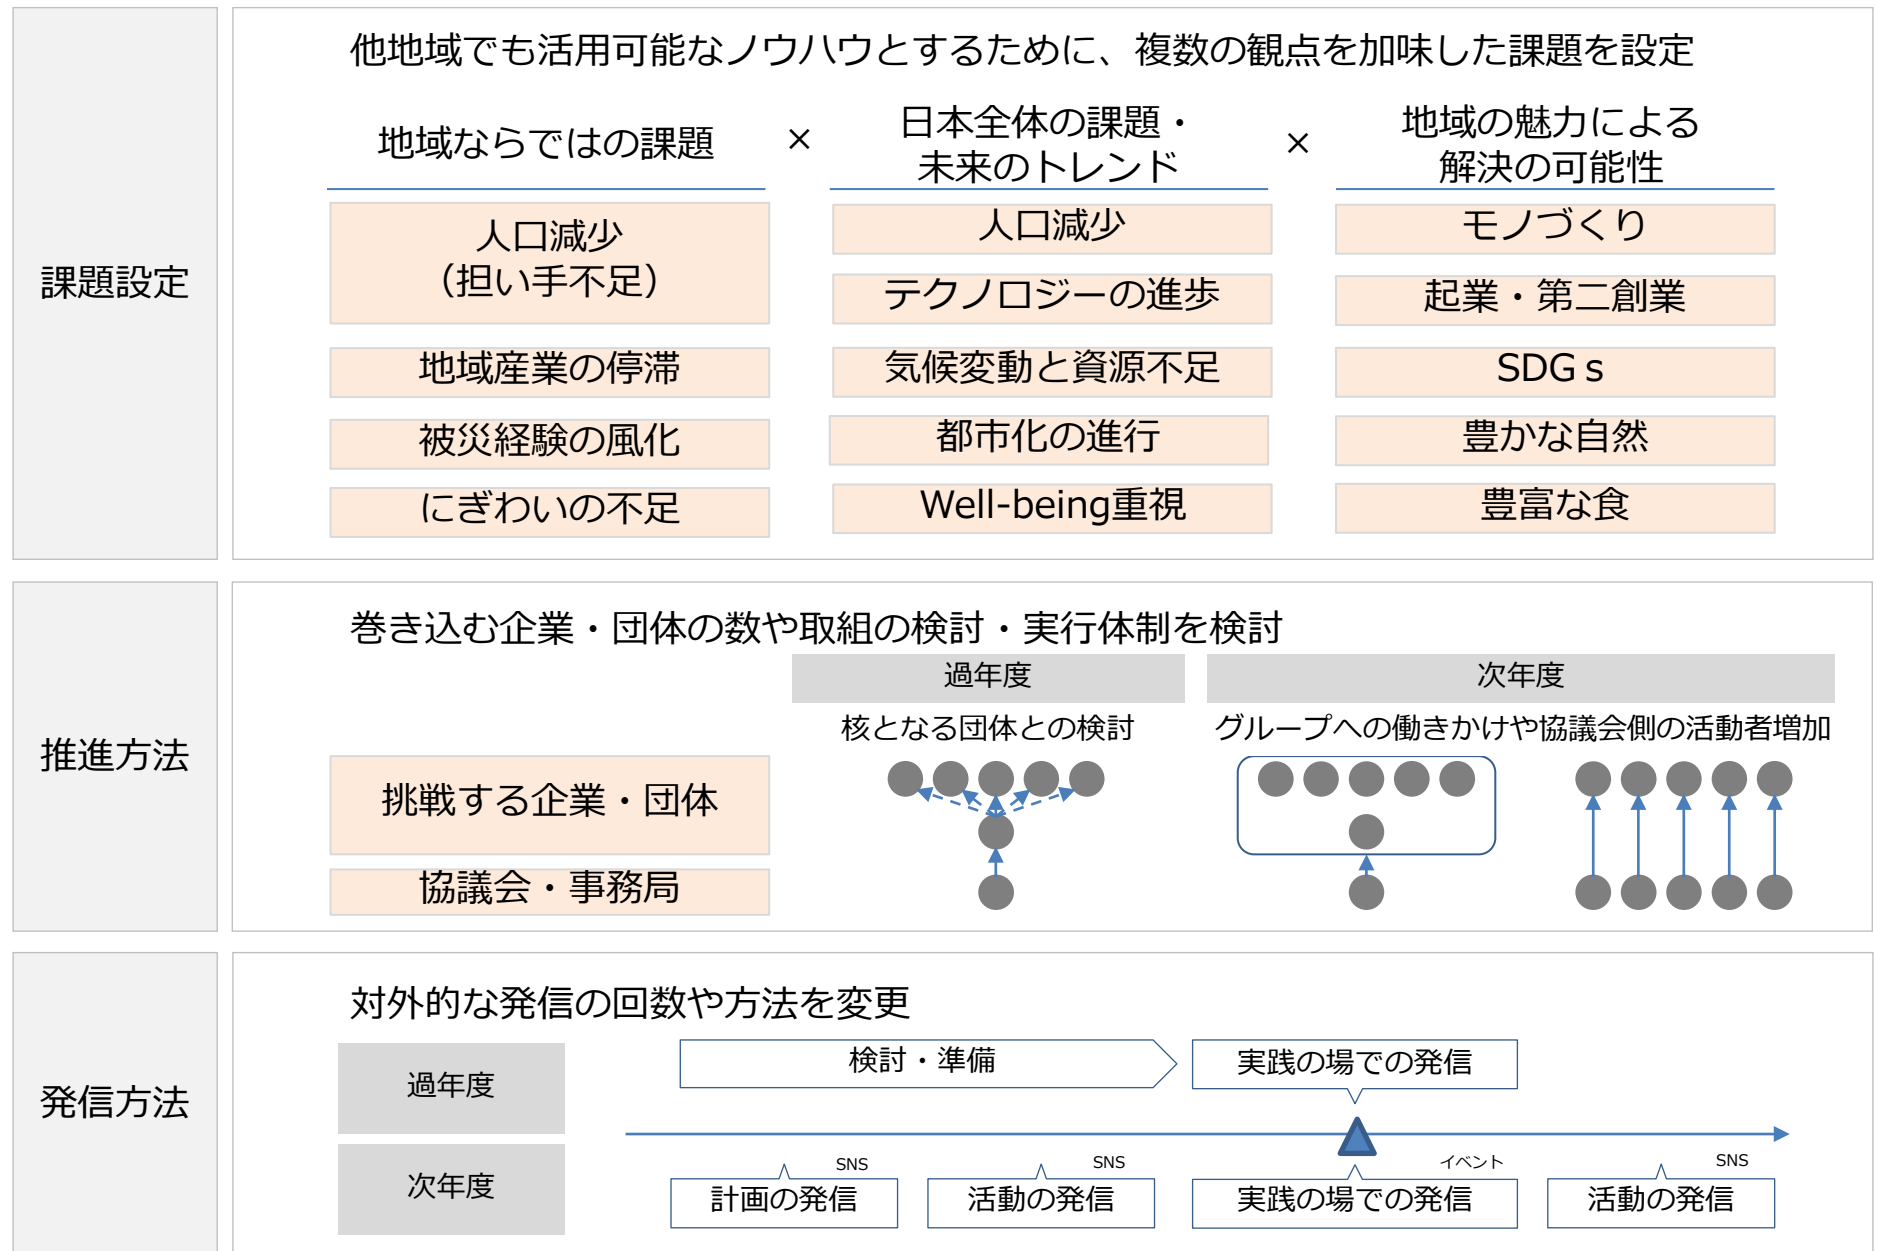 課題設定
他地域でも活用可能なノウハウとするために、複数の観点を加味した課題を設定
地域ならではの課題
×
日本全体の課題・
未来のトレンド
×
地域の魅力による
解決の可能性
人口減少
（担い手不足）
地域産業の停滞
被災経験の風化
にぎわいの不足
人口減少
テクノロジーの進歩
気候変動と資源不足
都市化の進行
Well-being重視
モノづくり
起業・第二創業
SDGｓ
豊かな自然
豊富な食
推進方法
巻き込む企業・団体の数や取組の検討・実行体制を検討
過年度
次年度
核となる団体との検討
グループへの働きかけや協議会側の活動者増加
挑戦する企業・団体
協議会・事務局
発信方法
対外的な発信の回数や方法を変更
過年度
検討・準備
実践の場での発信
次年度
SNS
計画の発信
SNS
活動の発信
イベント
実践の場での発信
SNS
活動の発信